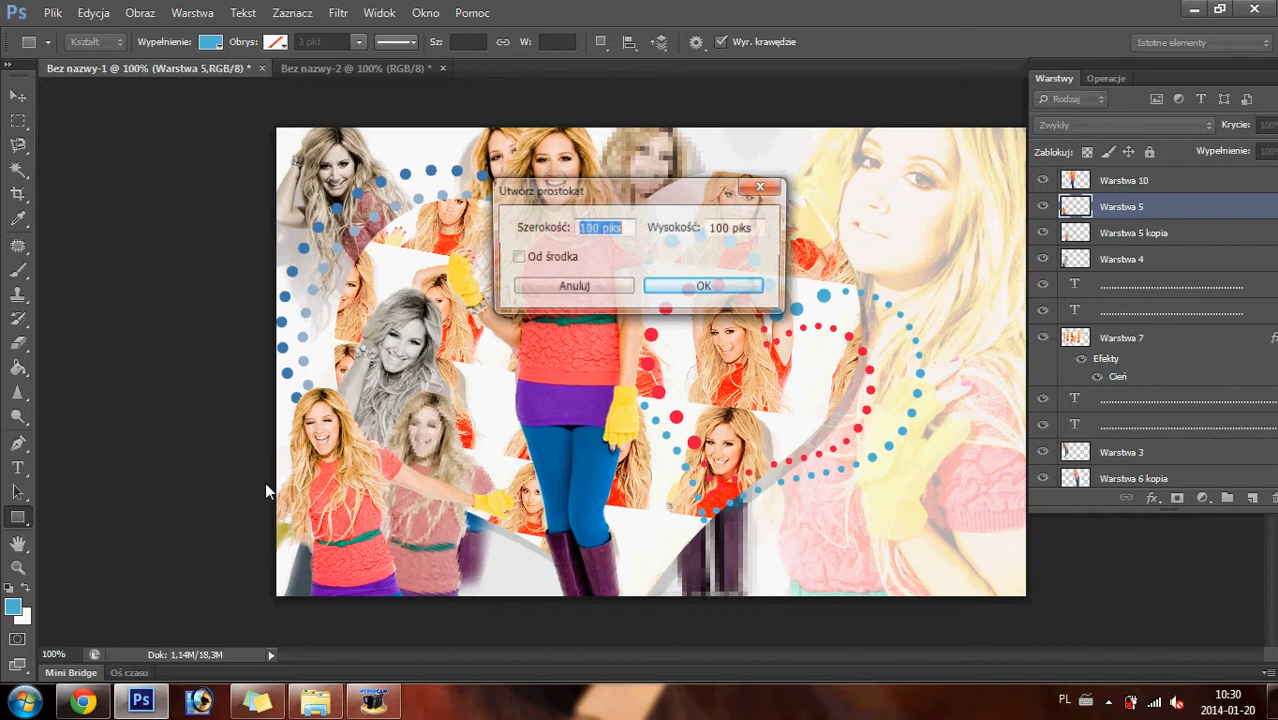 Ps Plik Edycja Obraz Warstwa Tekst Zaznacz Filtr Widok Okno Pomoc
Kształt Wypełnienie: Obrys: 3 pkt Sz: W: Wyr. krawędzie Istotne elementy
Bez nazwy-1 @ 100% (Warstwa 5,RGB/8) * × Bez nazwy-2 @ 100% (RGB/8) * ×
Warstwy Operacje
Rodzaj
Zwykły Krycie: 100%
Zablokuj: Wypełnienie:
Warstwa 10
Warstwa 5
Warstwa 5 kopia
Warstwa 4
T
T
Warstwa 7
Efekty
Cień
T
T
Warstwa 3
Warstwa 6 kopia
fx
Utwórz prostokąt
Szerokość: 100 piks Wysokość: 100 piks
Od środka
Anuluj OK
100% Dok: 1,14M/18,3M
Mini Bridge Oś czasu
Ps PL 10:30
2014-01-20